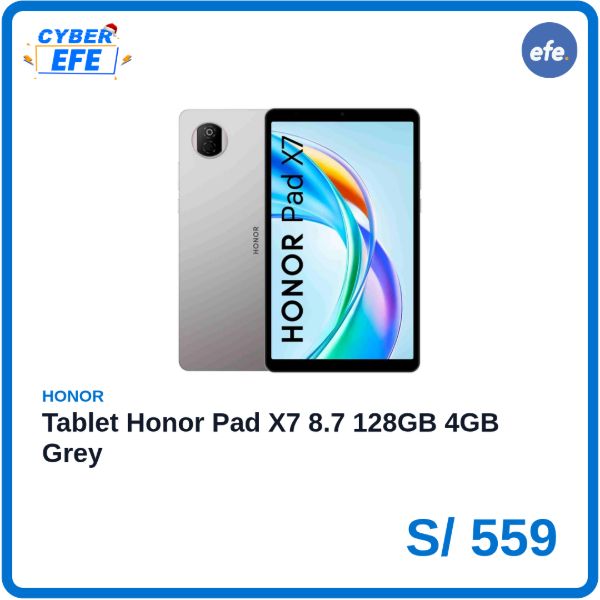 CYBER
EFE
efe.
HONOR Pad X7
HONOR
HONOR
Tablet Honor Pad X7 8.7 128GB 4GB
Grey
S/ 559